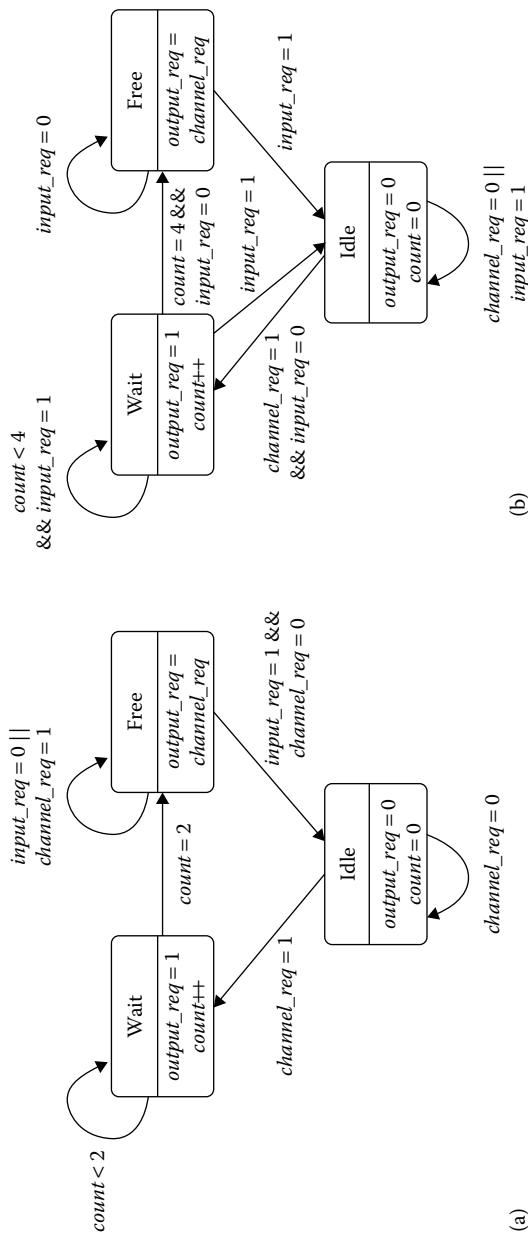 count < 2
Wait
output_req = 1
count++
input_req = 0 ||
channel_req = 1
Free
output_req =
channel_req
count = 2
channel_req = 1
input_req = 1 &&
channel_req = 0
Idle
output_req = 0
count = 0
channel_req = 0
(a)
count < 4
&& input_req = 1
Wait
output_req = 1
count++
input_req = 0
Free
output_req =
channel_req
count = 4 &&
input_req = 0
input_req = 1
channel_req = 1
&& input_req = 0
input_req = 1
Idle
output_req = 0
count = 0
channel_req = 0 ||
input_req = 1
(b)